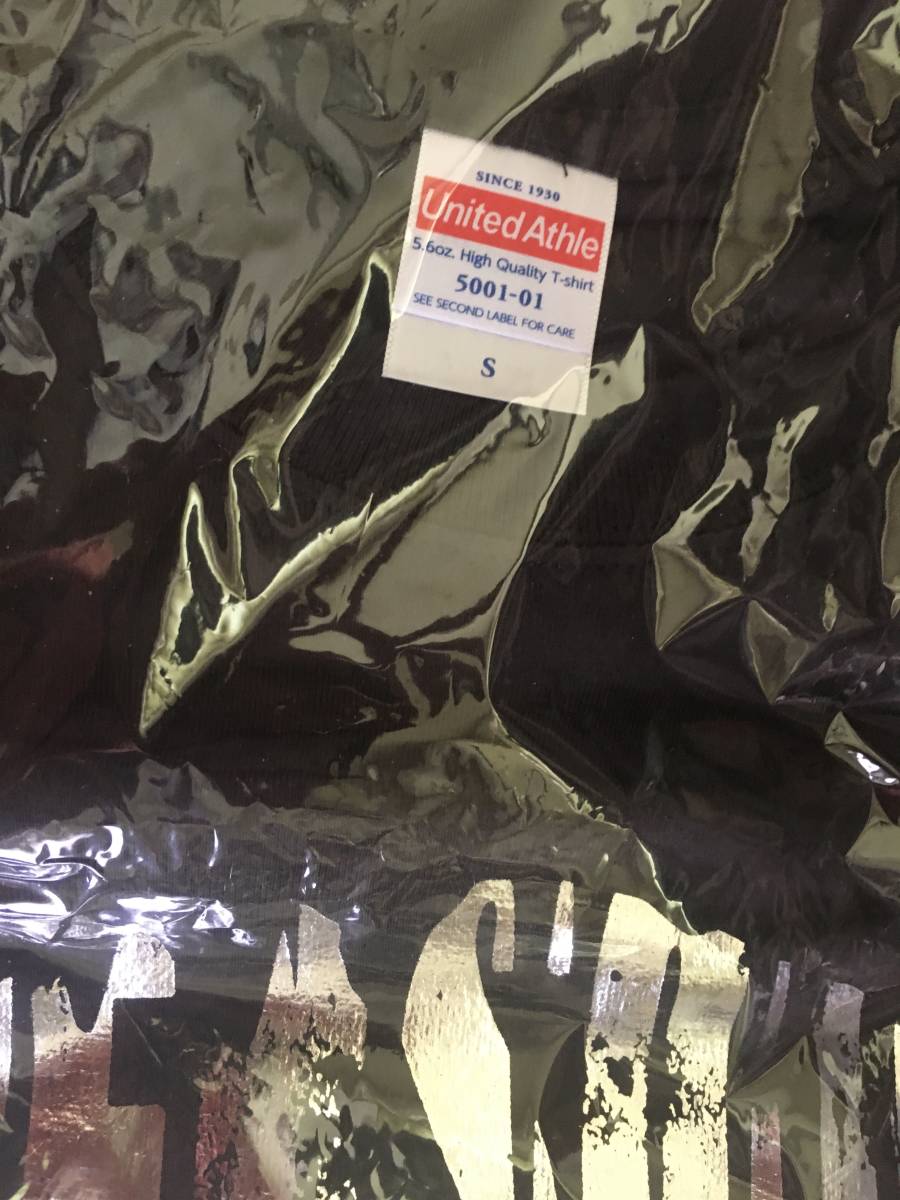 SINCE 1930
United Athle
5.6oz. High Quality T-shirt
5001-01
SEE SECOND LABEL FOR CARE
S